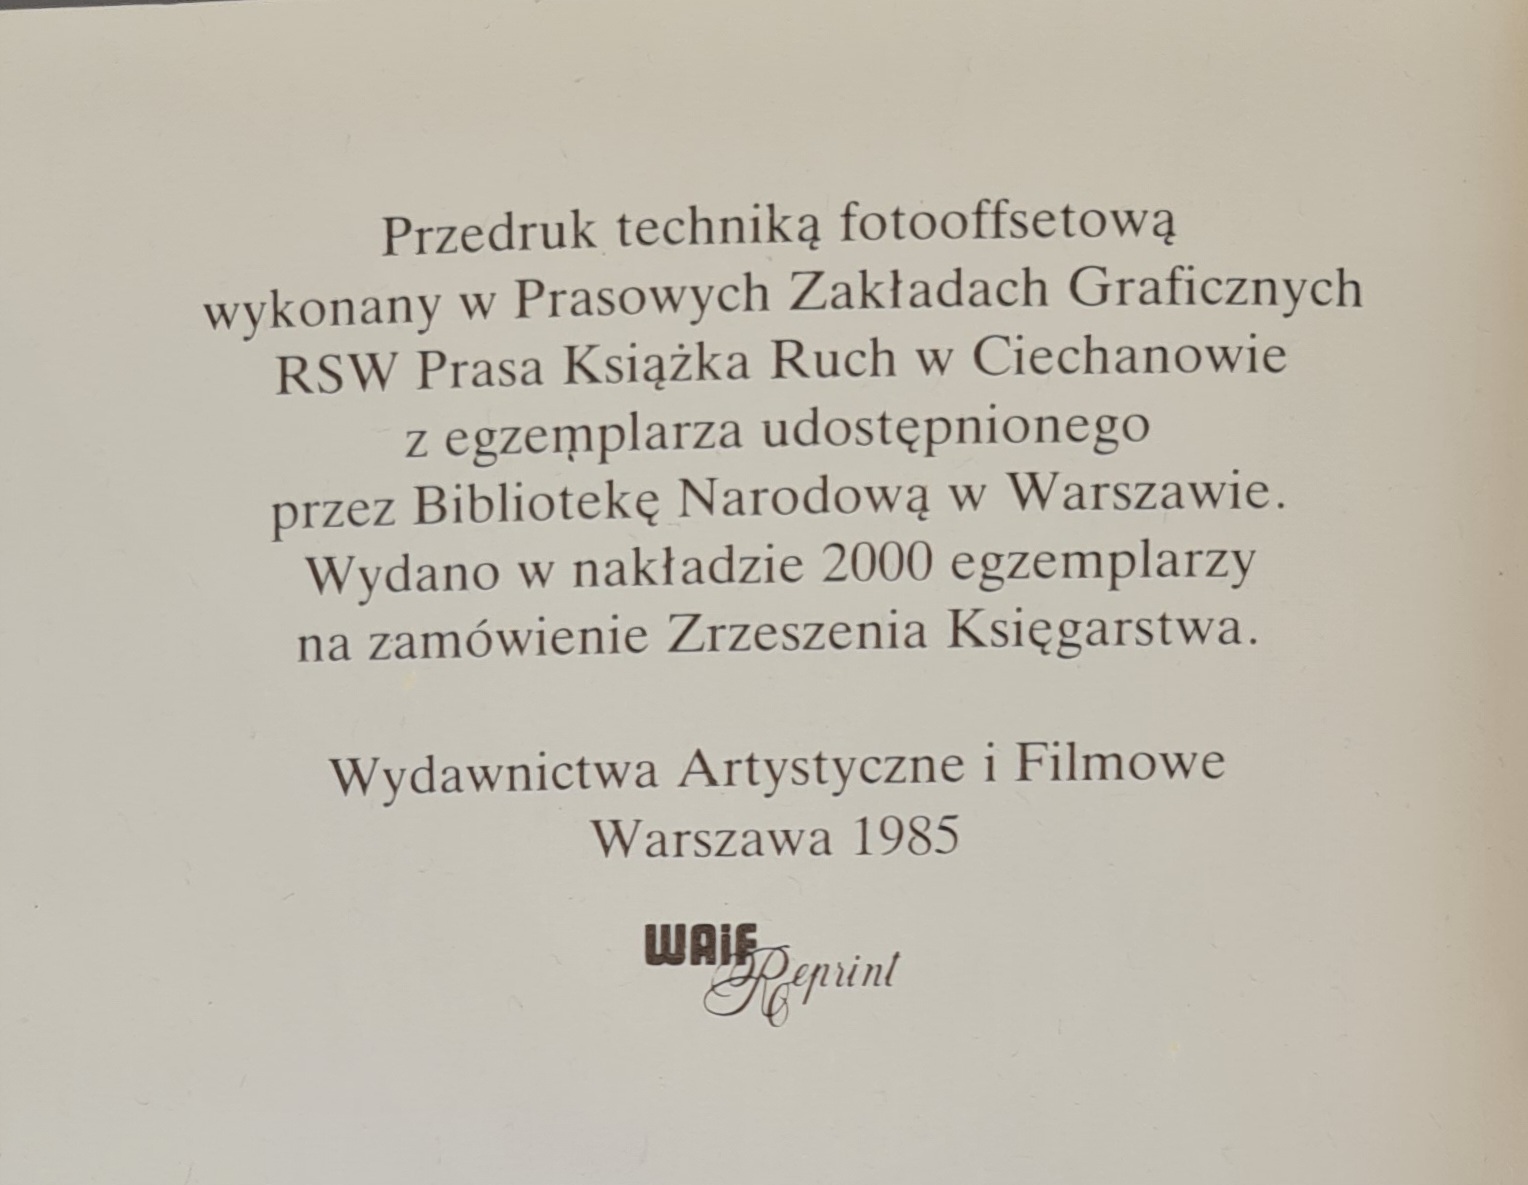 Przedruk techniką fotooffsetową
wykonany w Prasowych Zakładach Graficznych
RSW Prasa Książka Ruch w Ciechanowie
z egzemplarza udostępnionego
przez Bibliotekę Narodową w Warszawie.
Wydano w nakładzie 2000 egzemplarzy
na zamówienie Zrzeszenia Księgarstwa.
Wydawnictwa Artystyczne i Filmowe
Warszawa 1985
WAiF Reprint